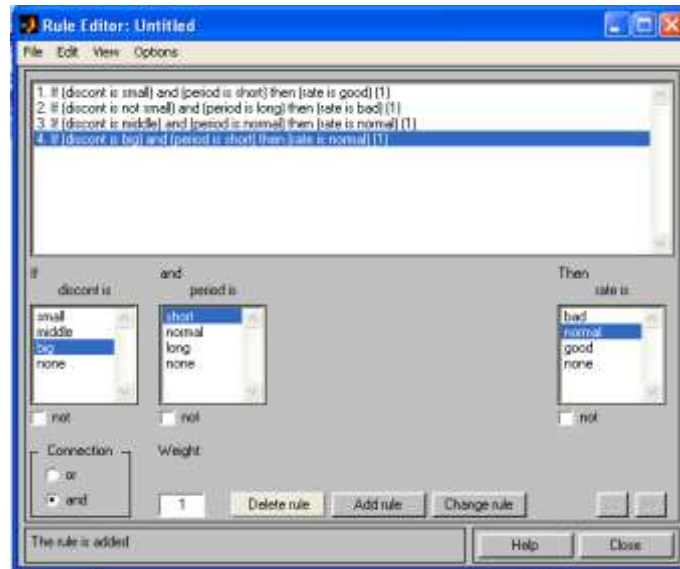 Rule Editor: Untitled
File Edit View Options
1. If (discont is small) and (period is short) then (rate is good) (1)
2. If (discont is not small) and (period is long) then (rate is bad) (1)
3. If (discont is middle) and (period is normal) then (rate is normal) (1)
4. If (discont is big) and (period is short) then (rate is normal) (1)
If and Then
discont is period is rate is
small short bad
middle normal normal
big long good
none none none
not not not
Connection Weight:
or
and 1 Delete rule Add rule Change rule
The rule is added Help Close